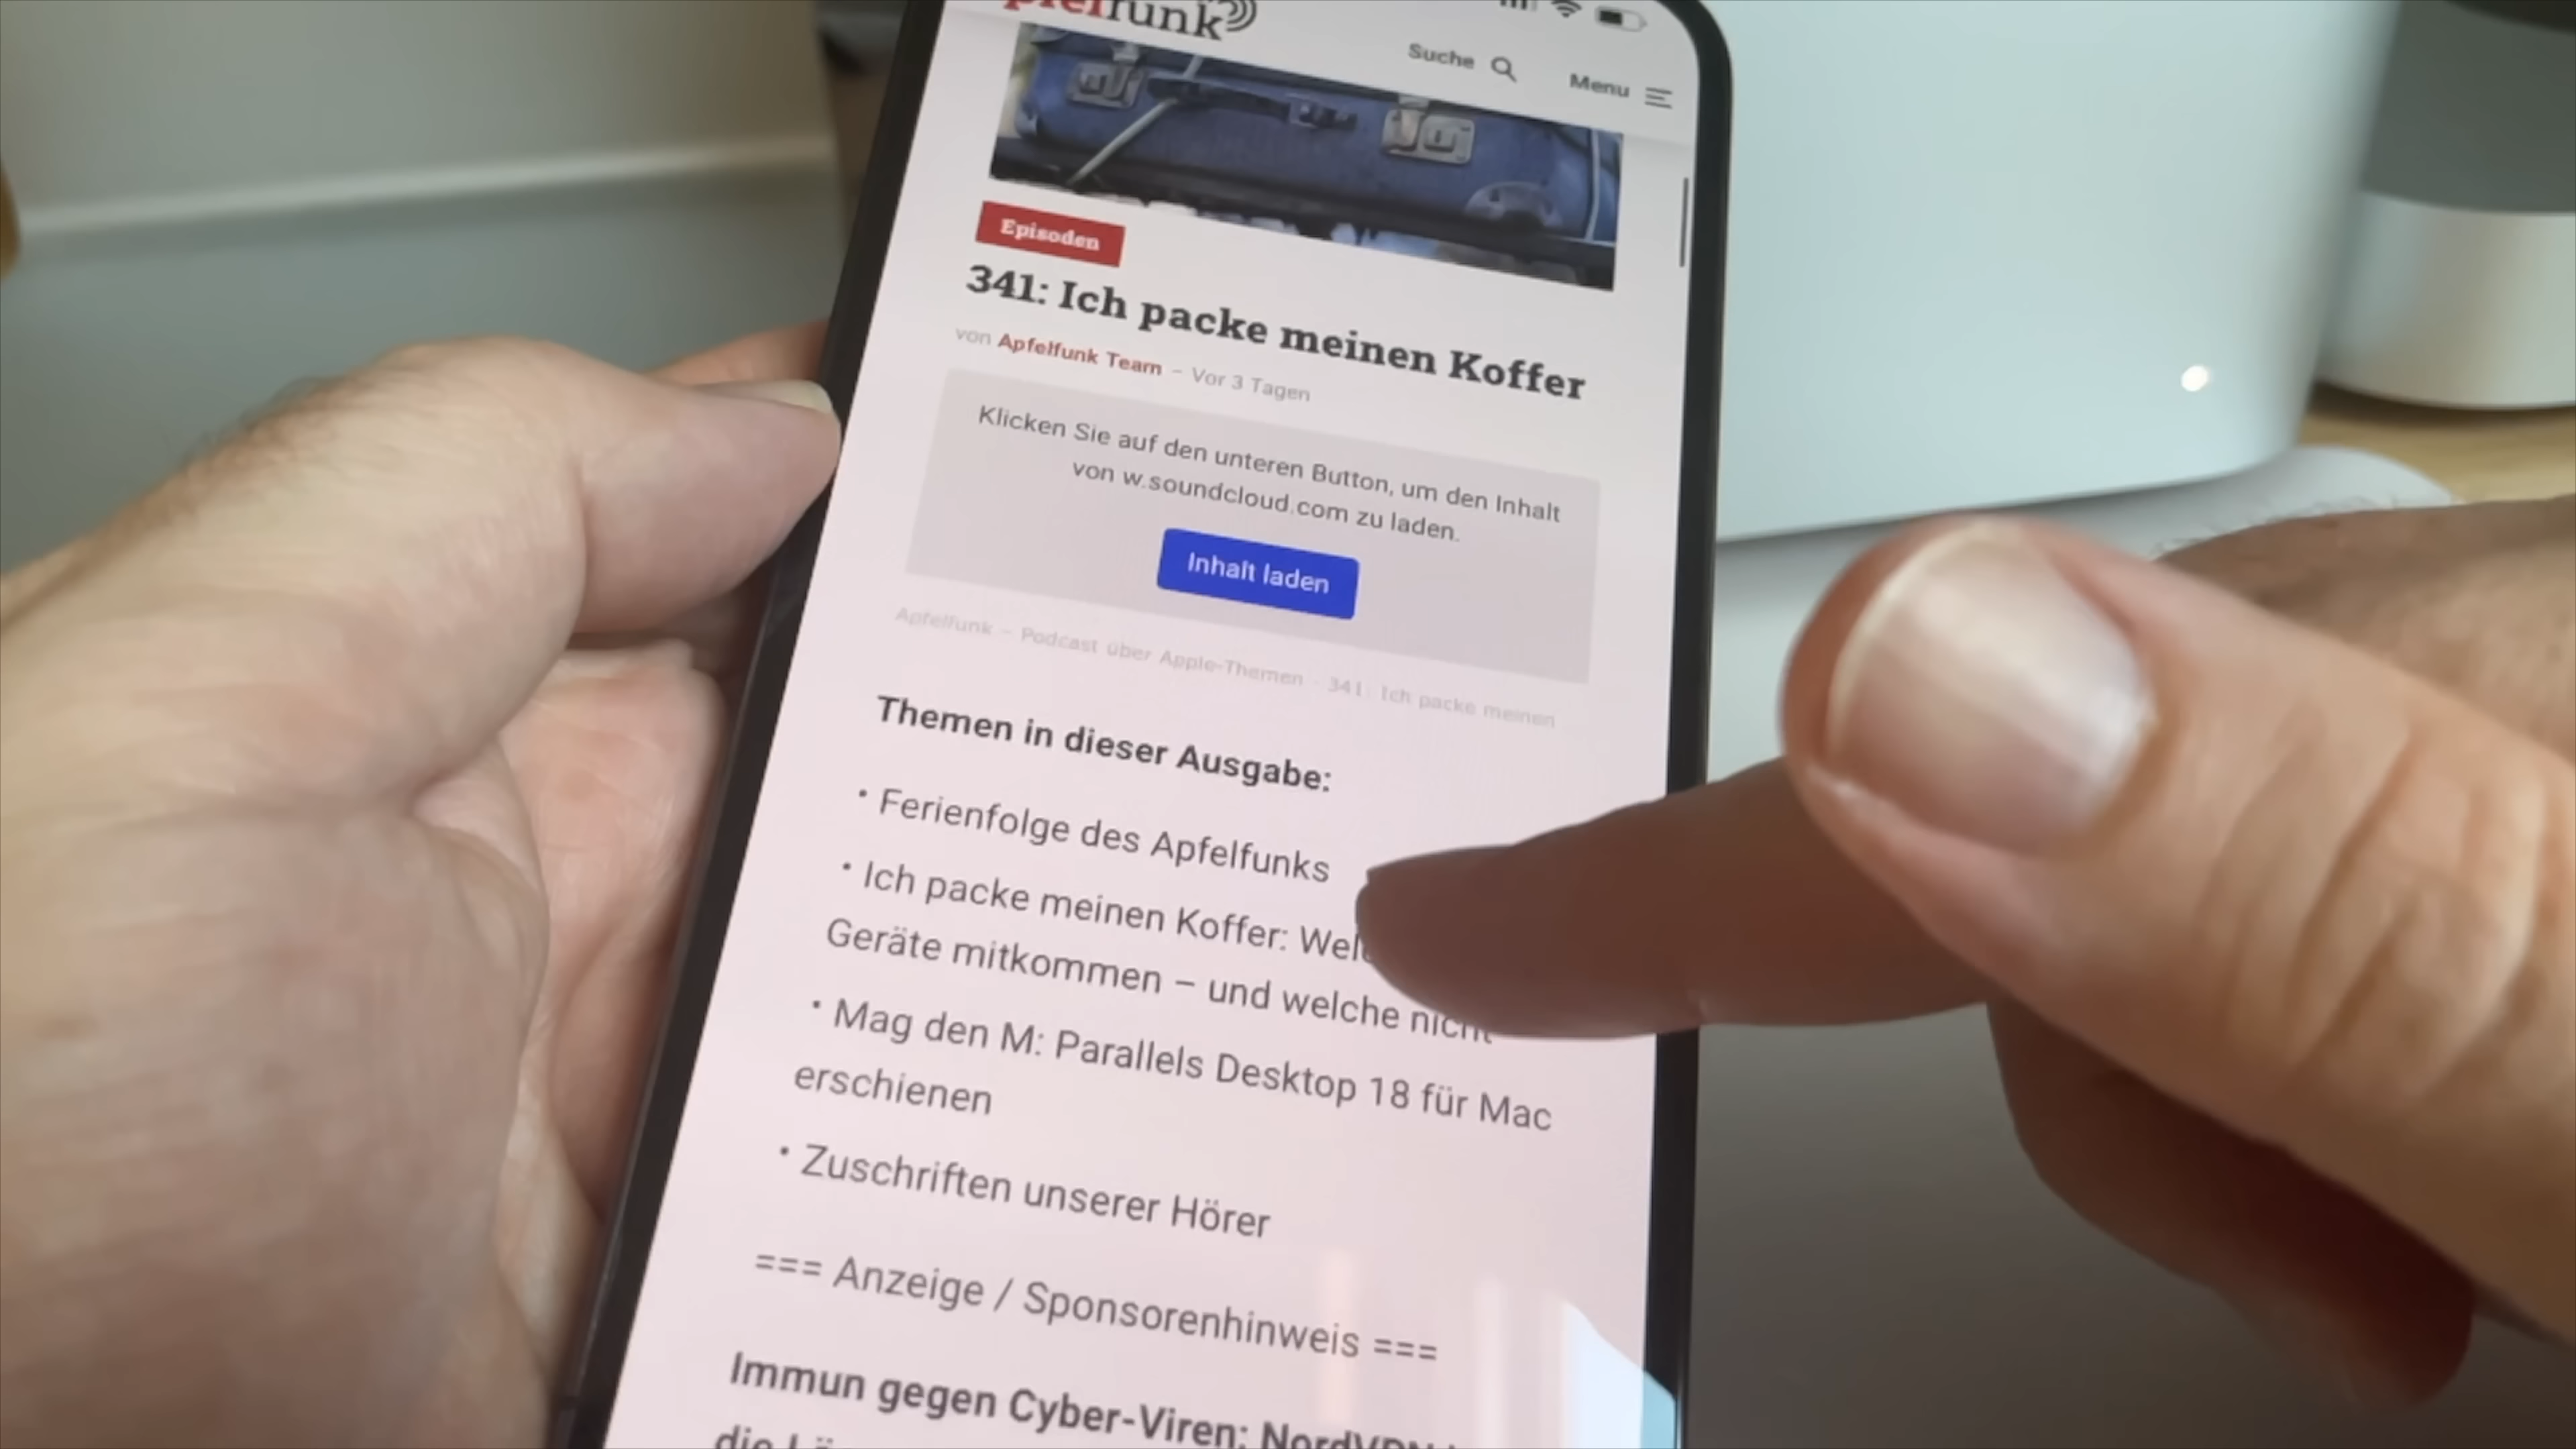 Suche
Menu
Episoden
341: Ich packe meinen Koffer
von Apfelfunk Team – Vor 3 Tagen
Klicken Sie auf den unteren Button, um den Inhalt
von w.soundcloud.com zu laden.
Inhalt laden
Apfelfunk – Podcast über Apple-Themen · 341: Ich packe meinen
Themen in dieser Ausgabe:
• Ferienfolge des Apfelfunks
• Ich packe meinen Koffer:
Geräte mitkommen – und welche nicht
• Mag den M: Parallels Desktop 18 für Mac
erschienen
• Zuschriften unserer Hörer
=== Anzeige / Sponsorenhinweis ===
Immun gegen Cyber-Viren: NordVPN
die